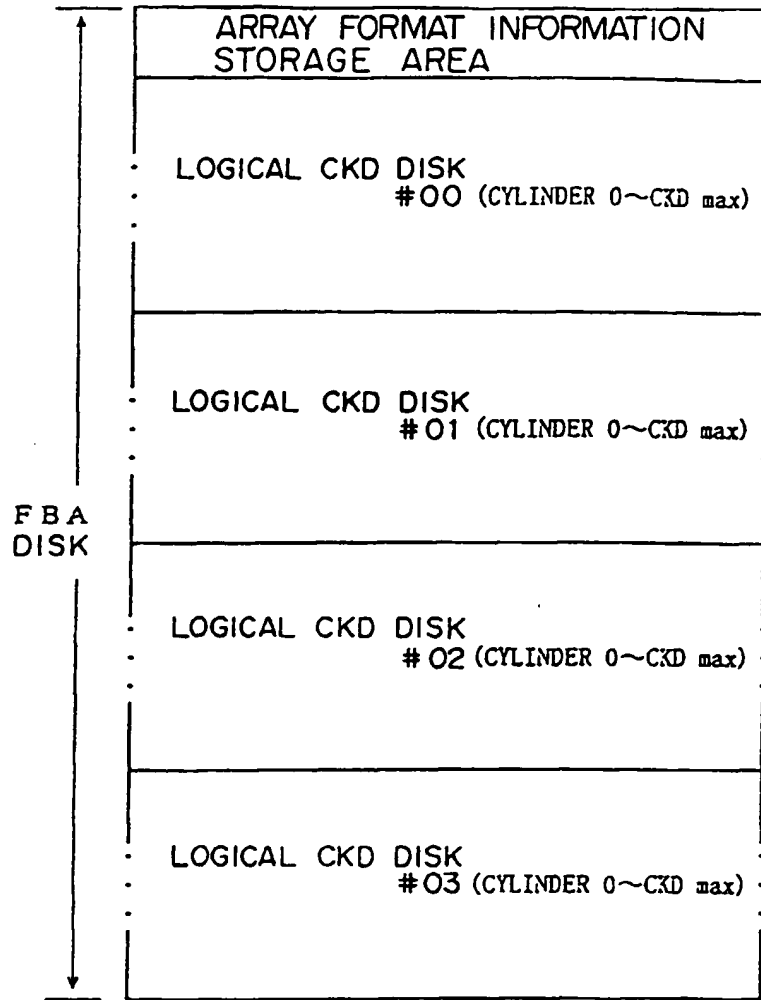 ARRAY FORMAT INFORMATION
STORAGE AREA
LOGICAL CKD DISK
#00 (CYLINDER 0~CKD max)
LOGICAL CKD DISK
#01 (CYLINDER 0~CKD max)
FBA
DISK
LOGICAL CKD DISK
#02 (CYLINDER 0~CKD max)
LOGICAL CKD DISK
#03 (CYLINDER 0~CKD max)